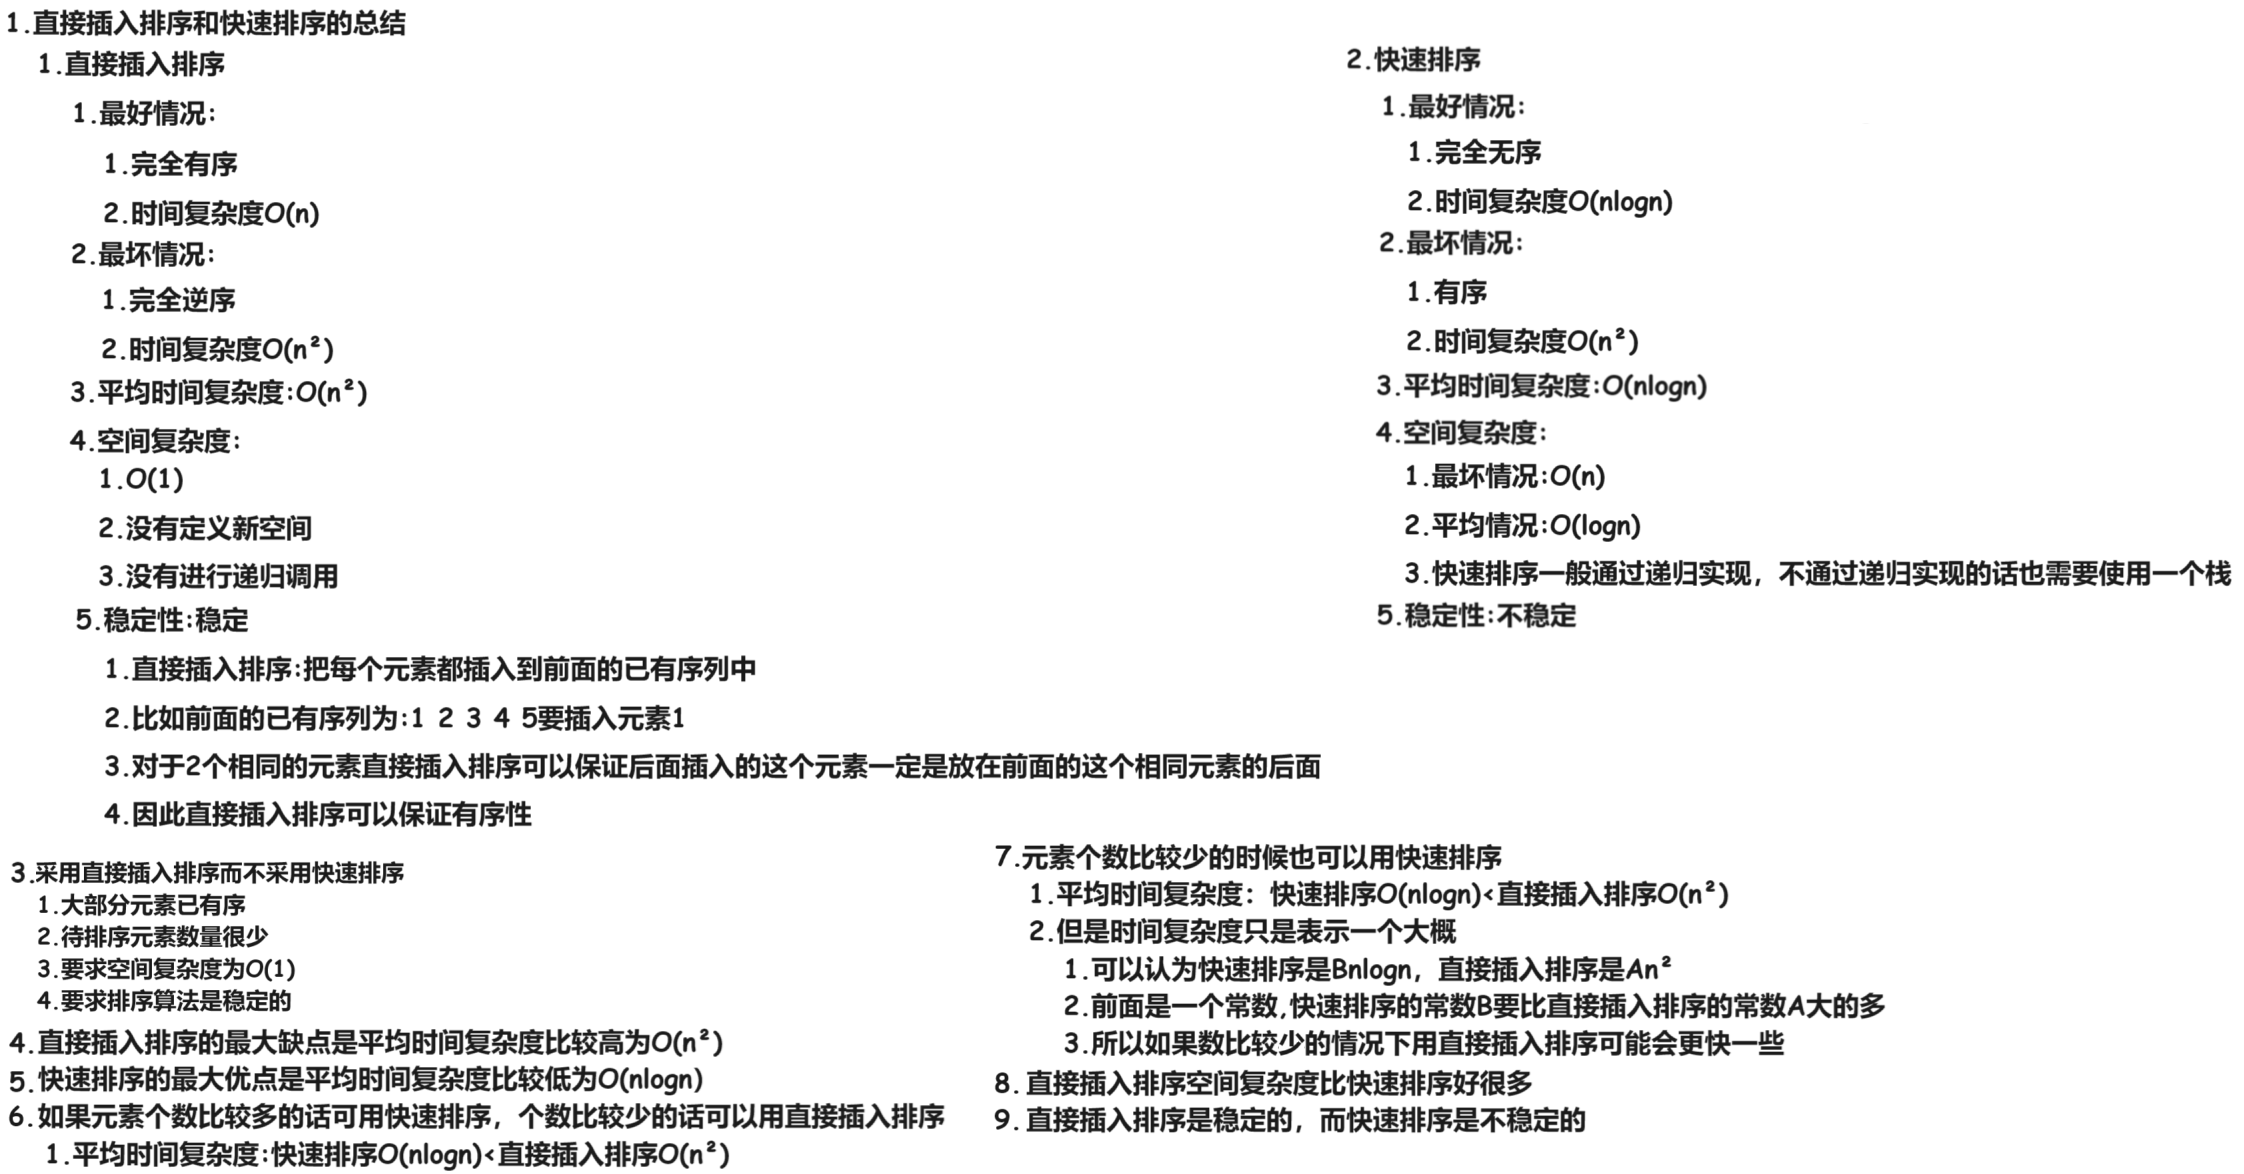 1.直接插入排序和快速排序的总结
1.直接插入排序
1.最好情况:
1.完全有序
2.时间复杂度O(n)
2.最坏情况:
1.完全逆序
2.时间复杂度O(n²)
3.平均时间复杂度:O(n²)
4.空间复杂度:
1.O(1)
2.没有定义新空间
3.没有进行递归调用
5.稳定性:稳定
1.直接插入排序:把每个元素都插入到前面的已有序列中
2.比如前面的已有序列为:1 2 3 4 5要插入元素1
3.对于2个相同的元素直接插入排序可以保证后面插入的这个元素一定是放在前面的这个相同元素的后面
4.因此直接插入排序可以保证有序性
2.快速排序
1.最好情况:
1.完全无序
2.时间复杂度O(nlogn)
2.最坏情况:
1.有序
2.时间复杂度O(n²)
3.平均时间复杂度:O(nlogn)
4.空间复杂度:
1.最坏情况:O(n)
2.平均情况:O(logn)
3.快速排序一般通过递归实现，不通过递归实现的话也需要使用一个栈
5.稳定性:不稳定
3.采用直接插入排序而不采用快速排序
1.大部分元素已有序
2.待排序元素数量很少
3.要求空间复杂度为O(1)
4.要求排序算法是稳定的
4.直接插入排序的最大缺点是平均时间复杂度比较高为O(n²)
5.快速排序的最大优点是平均时间复杂度比较低为O(nlogn)
6.如果元素个数比较多的话可用快速排序，个数比较少的话可以用直接插入排序
1.平均时间复杂度:快速排序O(nlogn)<直接插入排序O(n²)
7.元素个数比较少的时候也可以用快速排序
1.平均时间复杂度：快速排序O(nlogn)<直接插入排序O(n²)
2.但是时间复杂度只是表示一个大概
1.可以认为快速排序是Bnlogn，直接插入排序是An²
2.前面是一个常数,快速排序的常数B要比直接插入排序的常数A大的多
3.所以如果数比较少的情况下用直接插入排序可能会更快一些
8.直接插入排序空间复杂度比快速排序好很多
9.直接插入排序是稳定的，而快速排序是不稳定的